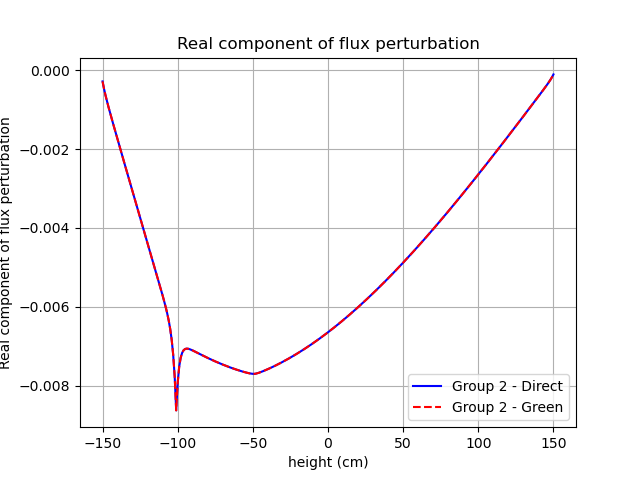 Real component of flux perturbation
Real component of flux perturbation
0.000
−0.002
−0.004
−0.006
−0.008
−150
−100
−50
0
50
100
150
height (cm)
Group 2 - Direct
Group 2 - Green